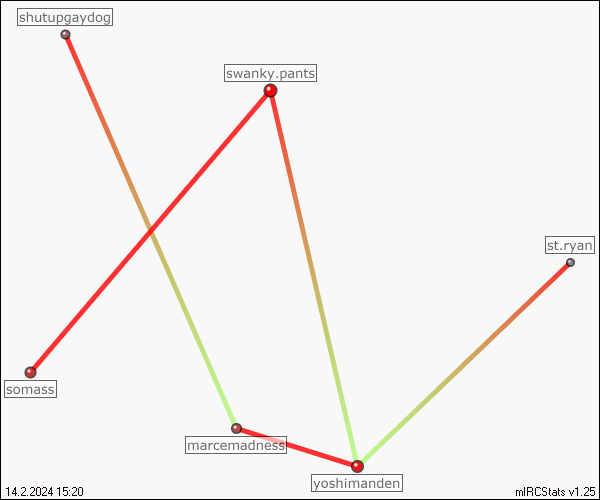 shutupgaydog
swanky.pants
st.ryan
somass
marcemadness
yoshimanden
14.2.2024 15:20
mIRCStats v1.25